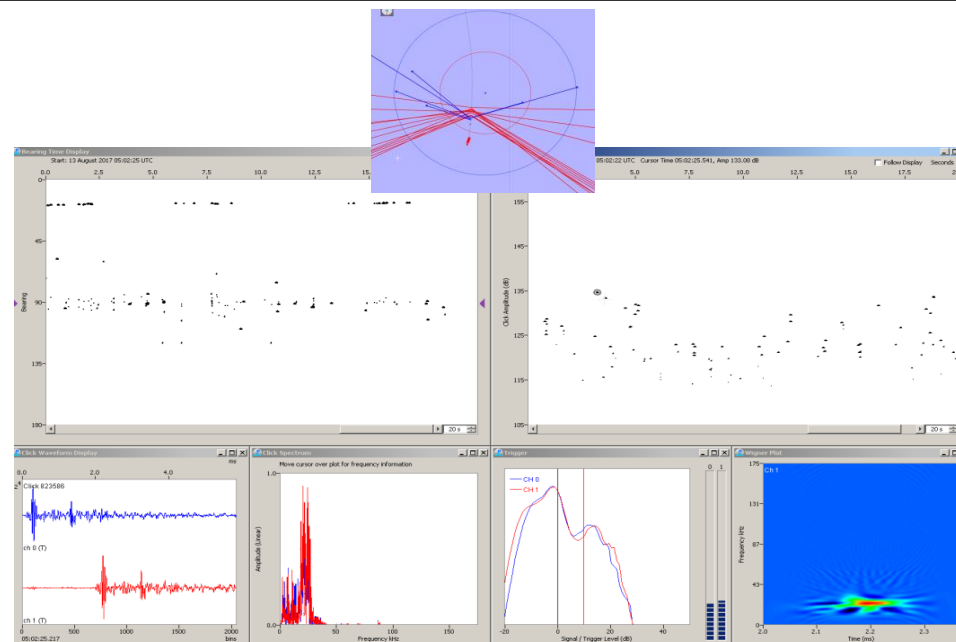 Bearing Time Display
Start: 13 August 2017 05:02:25 UTC
05:02:22 UTC Cursor Time 05:02:25.541, Amp 133.08 dB
Follow Display
Seconds
0.0 2.5 5.0 7.5 10.0 12.5
5.0 7.5 10.0 12.5 15.0 17.5
0
45
90
135
180
Bearing
155
145
135
125
115
105
Click Amplitude (dB)
20 s
20 s
Click Waveform Display
Click Spectrum
Trigger
Wigner Plot
ms
0.0 2.0 4.0
Click 823586
ch 0 (T)
ch 1 (T)
0 500 1000 1500 2000
05:02:25.217
bins
Move cursor over plot for frequency information
1.0
0.0
Amplitude (Linear)
0 50 100 150
Frequency kHz
CH 0
CH 1
-20 0 20 40
Signal / Trigger Level (dB)
0 1
Ch 1
175
131
87
43
0
Frequency kHz
2.0 2.1 2.2 2.3
Time (ms)